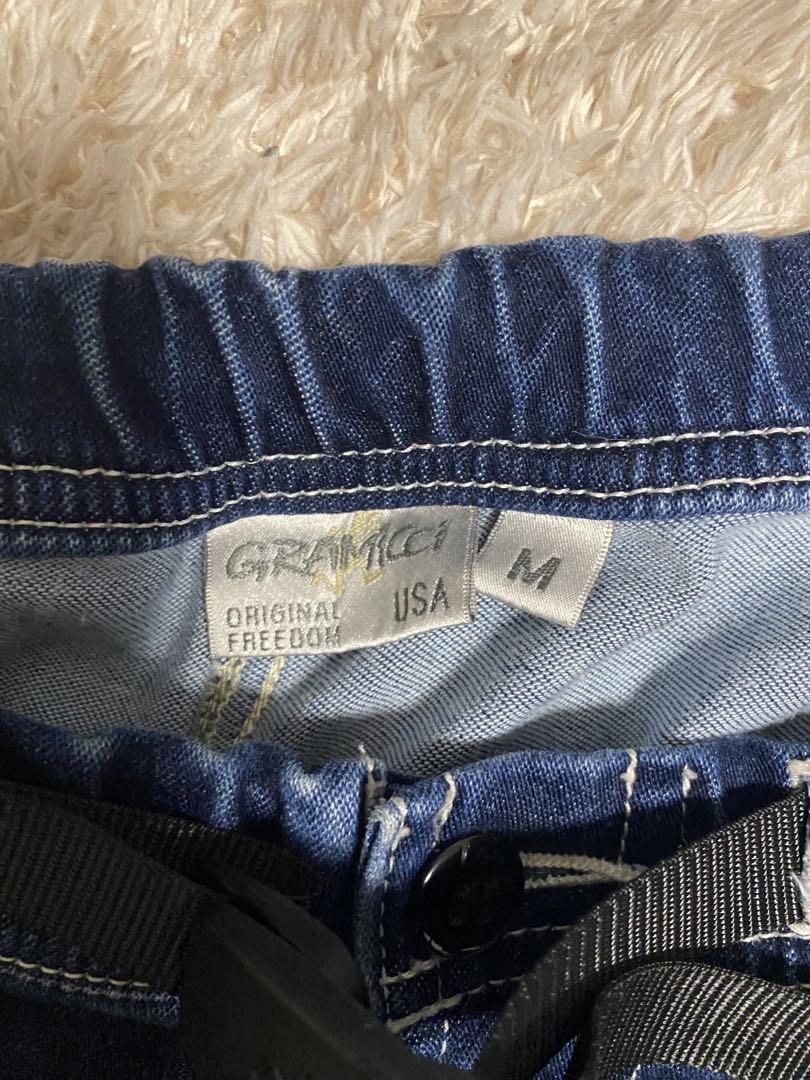 GRAMiCCi
ORIGINAL
FREEDOM
USA
M